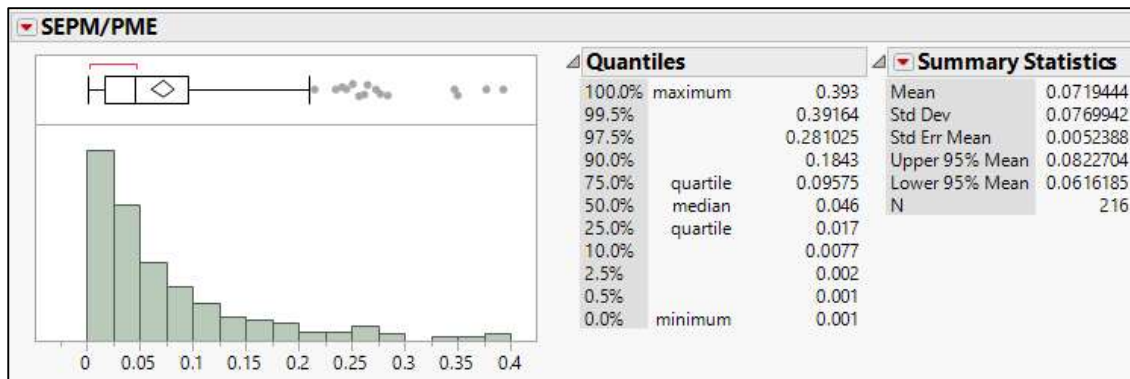 SEPM/PME
Quantiles
100.0% maximum 0.393
99.5% 0.39164
97.5% 0.281025
90.0% 0.1843
75.0% quartile 0.09575
50.0% median 0.046
25.0% quartile 0.017
10.0% 0.0077
2.5% 0.002
0.5% 0.001
0.0% minimum 0.001
Summary Statistics
Mean 0.0719444
Std Dev 0.0769942
Std Err Mean 0.0052388
Upper 95% Mean 0.0822704
Lower 95% Mean 0.0616185
N 216
0 0.05 0.1 0.15 0.2 0.25 0.3 0.35 0.4